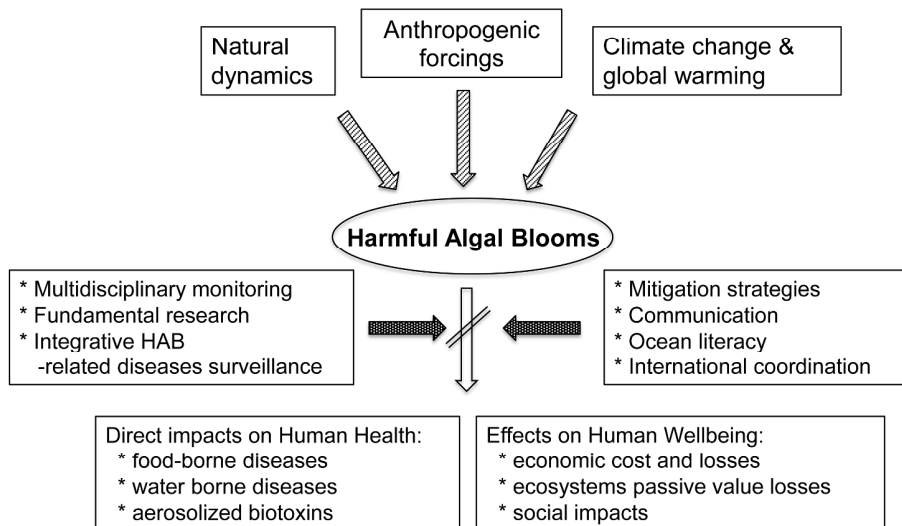 Natural
dynamics
Anthropogenic
forcings
Climate change &
global warming
Harmful Algal Blooms
* Multidisciplinary monitoring
* Fundamental research
* Integrative HAB
-related diseases surveillance
* Mitigation strategies
* Communication
* Ocean literacy
* International coordination
Direct impacts on Human Health:
* food-borne diseases
* water borne diseases
* aerosolized biotoxins
Effects on Human Wellbeing:
* economic cost and losses
* ecosystems passive value losses
* social impacts